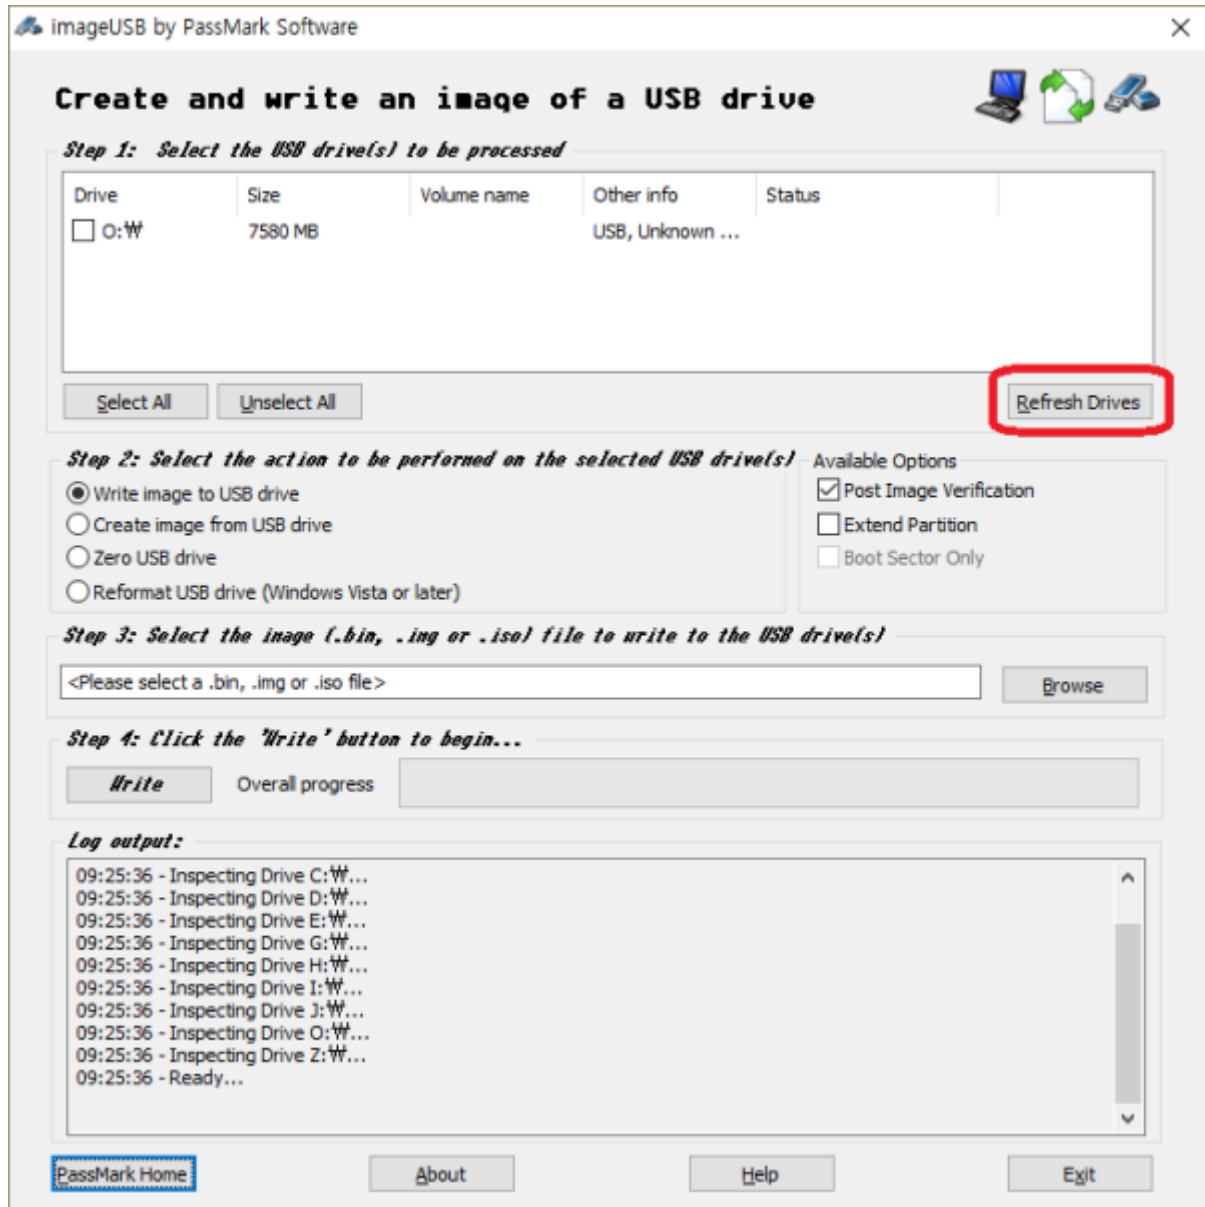 imageUSB by PassMark Software
Create and write an image of a USB drive
Step 1: Select the USB drive(s) to be processed
Drive Size Volume name Other info Status
O:₩ 7580 MB USB, Unknown ...
Select All Unselect All Refresh Drives
Step 2: Select the action to be performed on the selected USB drive(s) Available Options
Write image to USB drive Post Image Verification
Create image from USB drive Extend Partition
Zero USB drive Boot Sector Only
Reformat USB drive (Windows Vista or later)
Step 3: Select the image (.bin, .img or .iso) file to write to the USB drive(s)
<Please select a .bin, .img or .iso file> Browse
Step 4: Click the 'Write' button to begin...
Write Overall progress
Log output:
09:25:36 - Inspecting Drive C:₩...
09:25:36 - Inspecting Drive D:₩...
09:25:36 - Inspecting Drive E:₩...
09:25:36 - Inspecting Drive G:₩...
09:25:36 - Inspecting Drive H:₩...
09:25:36 - Inspecting Drive I:₩...
09:25:36 - Inspecting Drive J:₩...
09:25:36 - Inspecting Drive O:₩...
09:25:36 - Inspecting Drive Z:₩...
09:25:36 - Ready...
PassMark Home About Help Exit